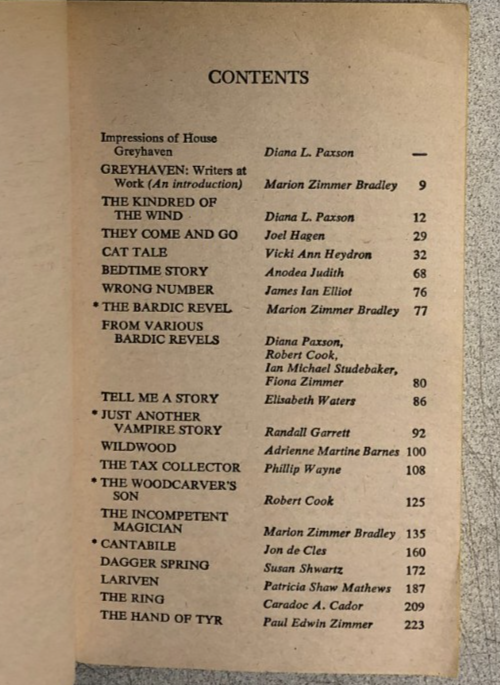 CONTENTS
Impressions of House
Greyhaven Diana L. Paxson —
GREYHAVEN: Writers at
Work (An introduction) Marion Zimmer Bradley 9
THE KINDRED OF
THE WIND Diana L. Paxson 12
THEY COME AND GO Joel Hagen 29
CAT TALE Vicki Ann Heydron 32
BEDTIME STORY Anodea Judith 68
WRONG NUMBER James Ian Elliot 76
* THE BARDIC REVEL Marion Zimmer Bradley 77
FROM VARIOUS
BARDIC REVELS Diana Paxson,
Robert Cook,
Ian Michael Studebaker,
Fiona Zimmer 80
TELL ME A STORY Elisabeth Waters 86
* JUST ANOTHER
VAMPIRE STORY Randall Garrett 92
WILDWOOD Adrienne Martine Barnes 100
THE TAX COLLECTOR Phillip Wayne 108
* THE WOODCARVER'S
SON Robert Cook 125
THE INCOMPETENT
MAGICIAN Marion Zimmer Bradley 135
* CANTABILE Jon de Cles 160
DAGGER SPRING Susan Shwartz 172
LARIVEN Patricia Shaw Mathews 187
THE RING Caradoc A. Cador 209
THE HAND OF TYR Paul Edwin Zimmer 223